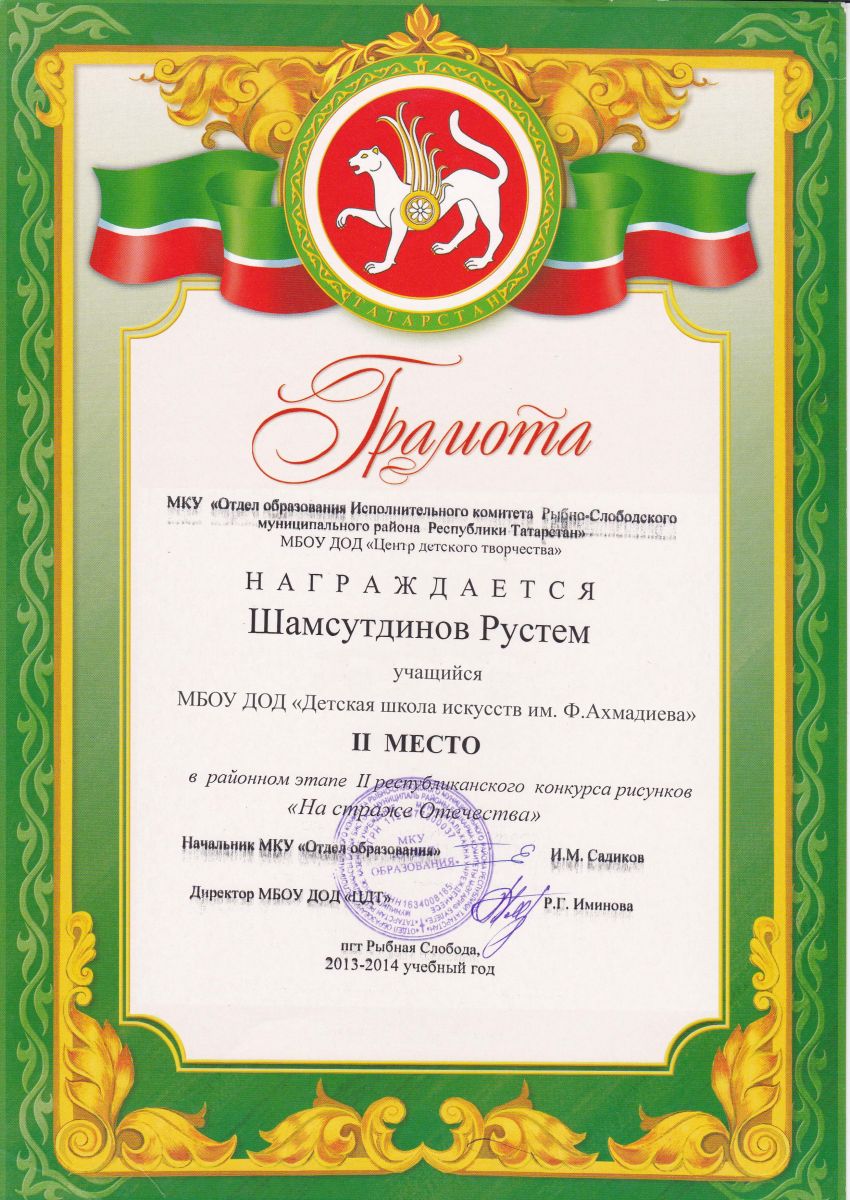 ТАТАРСТАН
Грамота
МКУ «Отдел образования Исполнительного комитета Рыбно-Слободского
муниципального района Республики Татарстан»
МБОУ ДОД «Центр детского творчества»
НАГРАЖДАЕТСЯ
Шамсутдинов Рустем
учащийся
МБОУ ДОД «Детская школа искусств им. Ф.Ахмадиева»
II МЕСТО
в районном этапе II республиканского конкурса рисунков
«На страже Отечества»
Начальник МКУ «Отдел образования» И.М. Садиков
МКУ
ОБРАЗОВАНИЯ
Директор МБОУ ДОД «ЦДТ» Р.Г. Иминова
пгт Рыбная Слобода,
2013-2014 учебный год